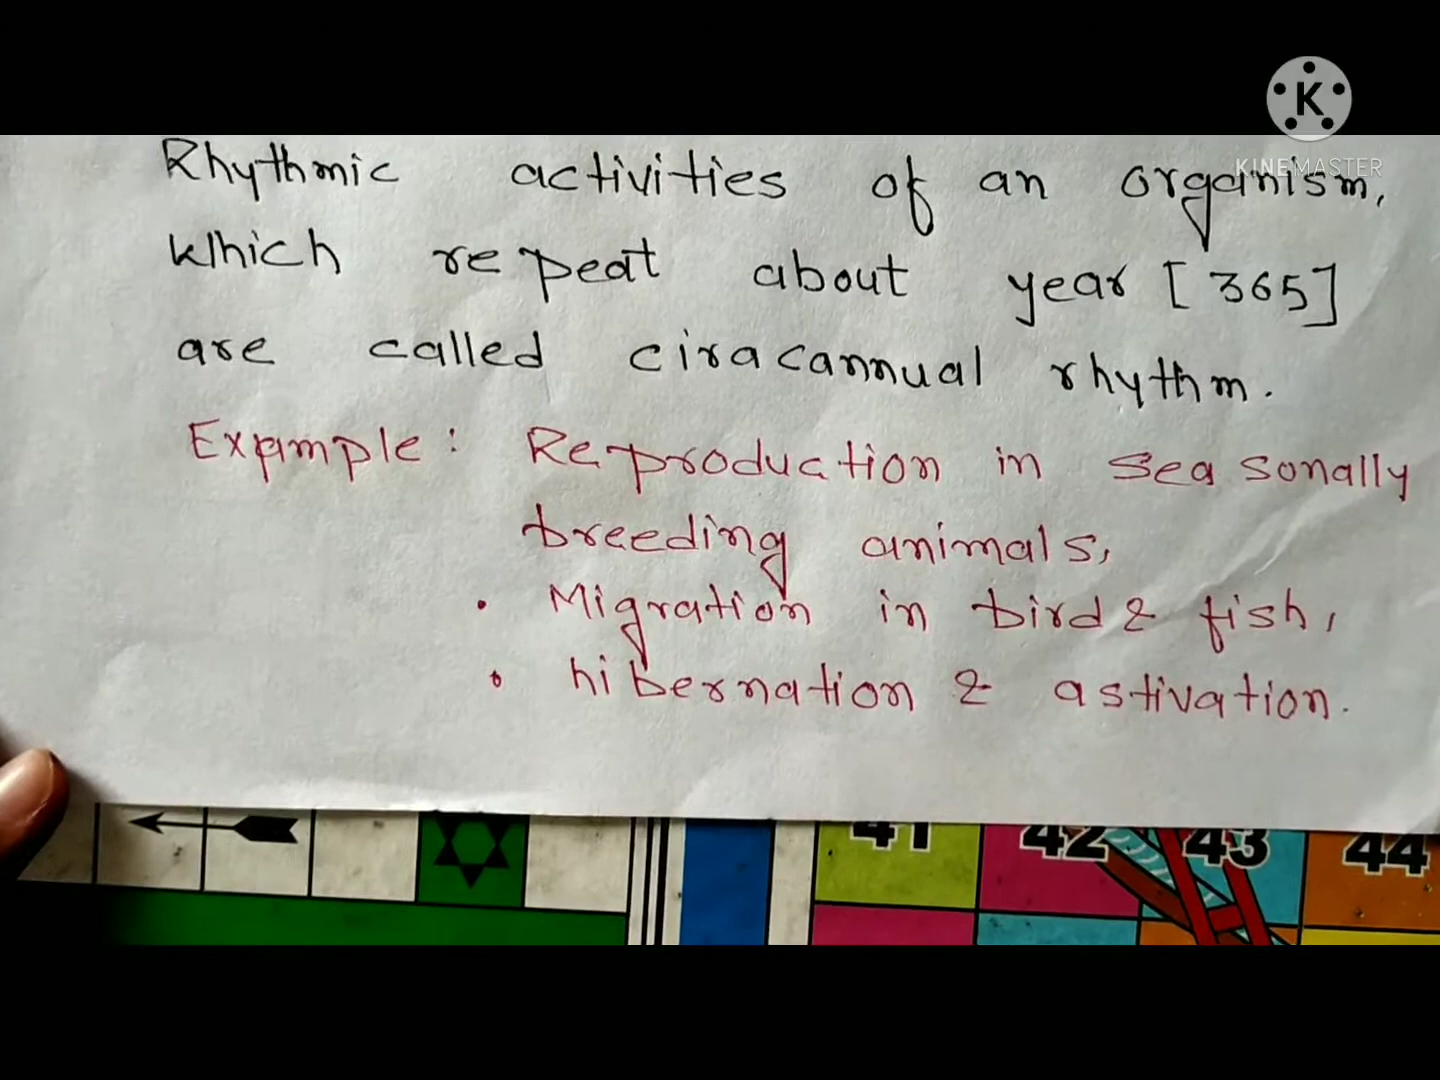 K
KINEMASTER
Rhythmic activities of an organism,
which repeat about year [365]
are called ciracannual rhythm.
Example: Reproduction in seasonally
breeding animals,
• Migration in bird & fish,
• hibernation & astivation.
41 42 43 44